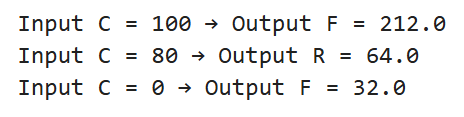 Input C = 100 → Output F = 212.0
Input C = 80 → Output R = 64.0
Input C = 0 → Output F = 32.0